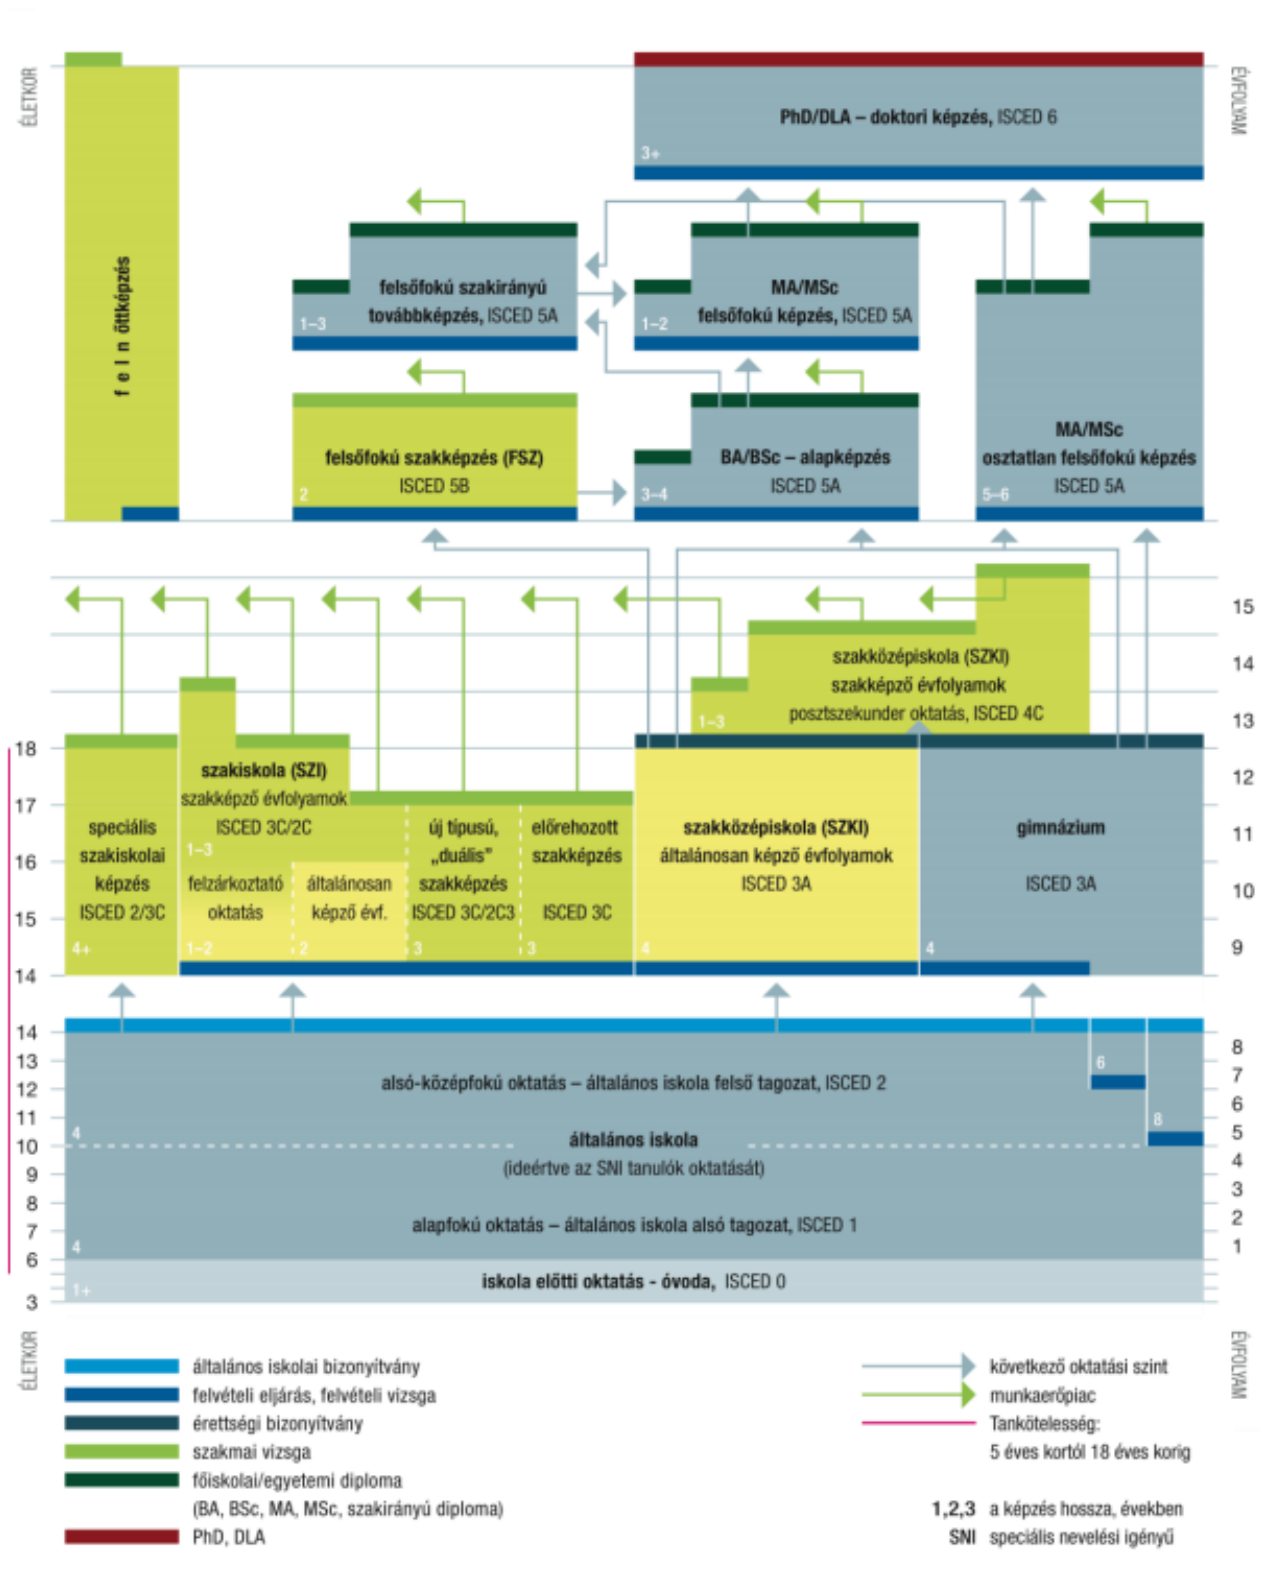 ÉLETKOR
ÉVFOLYAM
PhD/DLA – doktori képzés, ISCED 6
3+
felnőttképzés
felsőfokú szakirányú
továbbképzés, ISCED 5A
1–3
MA/MSc
felsőfokú képzés, ISCED 5A
1–2
felsőfokú szakképzés (FSZ)
ISCED 5B
2
BA/BSc – alapképzés
ISCED 5A
3–4
MA/MSc
osztatlan felsőfokú képzés
ISCED 5A
5–6
15
14
13
12
11
10
9
szakközépiskola (SZKI)
szakképző évfolyamok
posztszekunder oktatás, ISCED 4C
1–3
18
17
16
15
14
speciális
szakiskolai
képzés
ISCED 2/3C
4+
szakiskola (SZI)
szakképző évfolyamok
ISCED 3C/2C
1–3
felzárkoztató
oktatás
1–2
általánosan
képző évf.
2
új típusú,
„duális”
szakképzés
ISCED 3C/2C3
3
előrehozott
szakképzés
ISCED 3C
3
szakközépiskola (SZKI)
általánosan képző évfolyamok
ISCED 3A
4
gimnázium
ISCED 3A
4
14
13
12
11
10
9
8
7
6
3
alsó-középfokú oktatás – általános iskola felső tagozat, ISCED 2
4
6
8
általános iskola
(ideértve az SNI tanulók oktatását)
alapfokú oktatás – általános iskola alsó tagozat, ISCED 1
4
iskola előtti oktatás - óvoda, ISCED 0
1+
8
7
6
5
4
3
2
1
ÉLETKOR
ÉVFOLYAM
általános iskolai bizonyítvány
felvételi eljárás, felvételi vizsga
érettségi bizonyítvány
szakmai vizsga
főiskolai/egyetemi diploma
(BA, BSc, MA, MSc, szakirányú diploma)
PhD, DLA
következő oktatási szint
munkaerőpiac
Tankötelesség:
5 éves kortól 18 éves korig
1,2,3 a képzés hossza, években
SNI speciális nevelési igényű